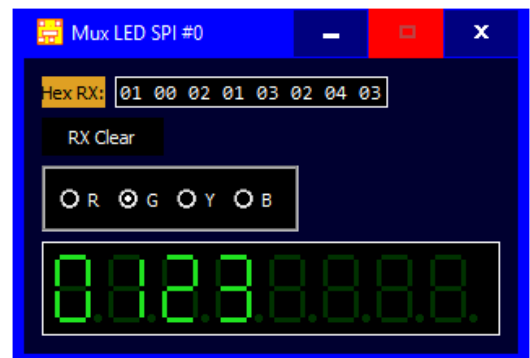 Mux LED SPI #0
Hex RX: 01 00 02 01 03 02 04 03
RX Clear
R G Y B
0123